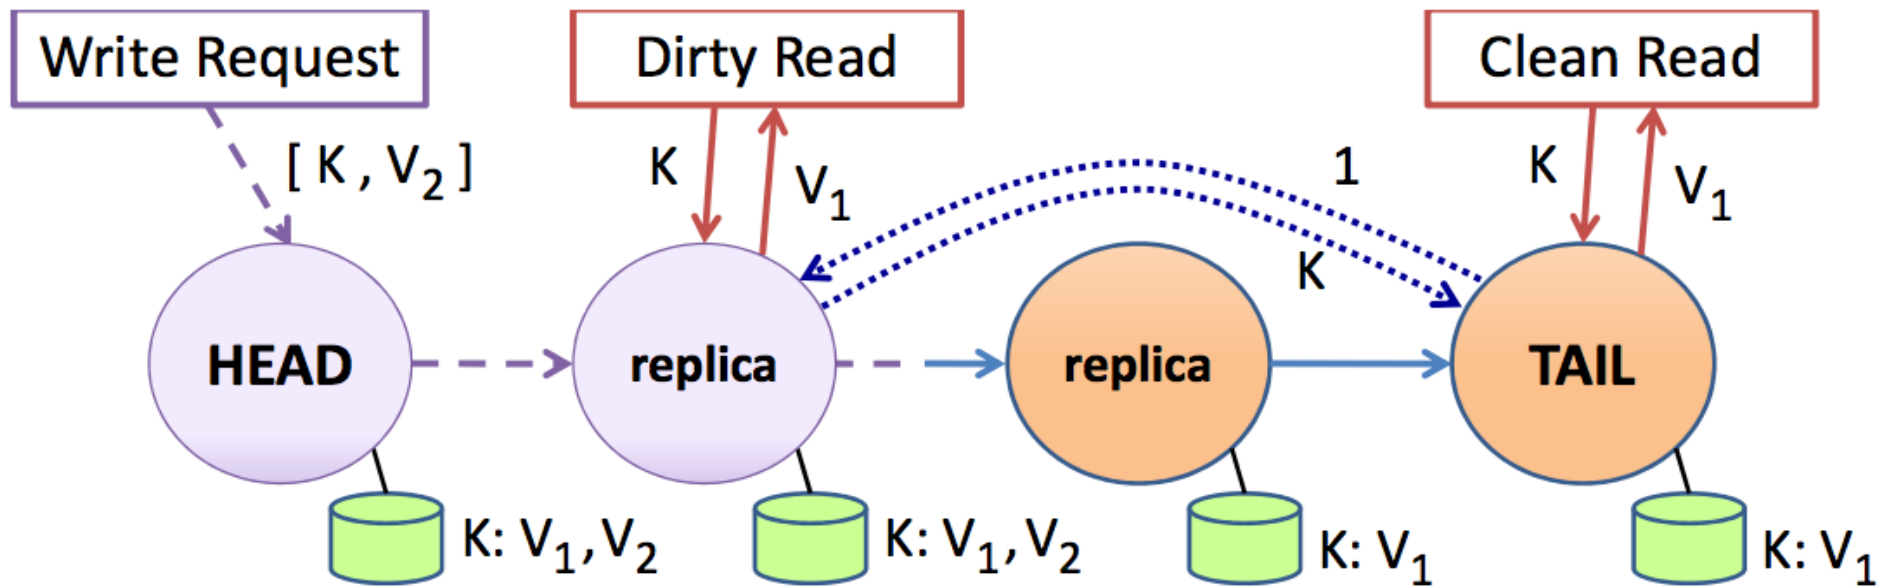 Write Request
Dirty Read
Clean Read
[ K , V₂ ]
K
V₁
1
K
K
V₁
HEAD
replica
replica
TAIL
K: V₁, V₂
K: V₁, V₂
K: V₁
K: V₁